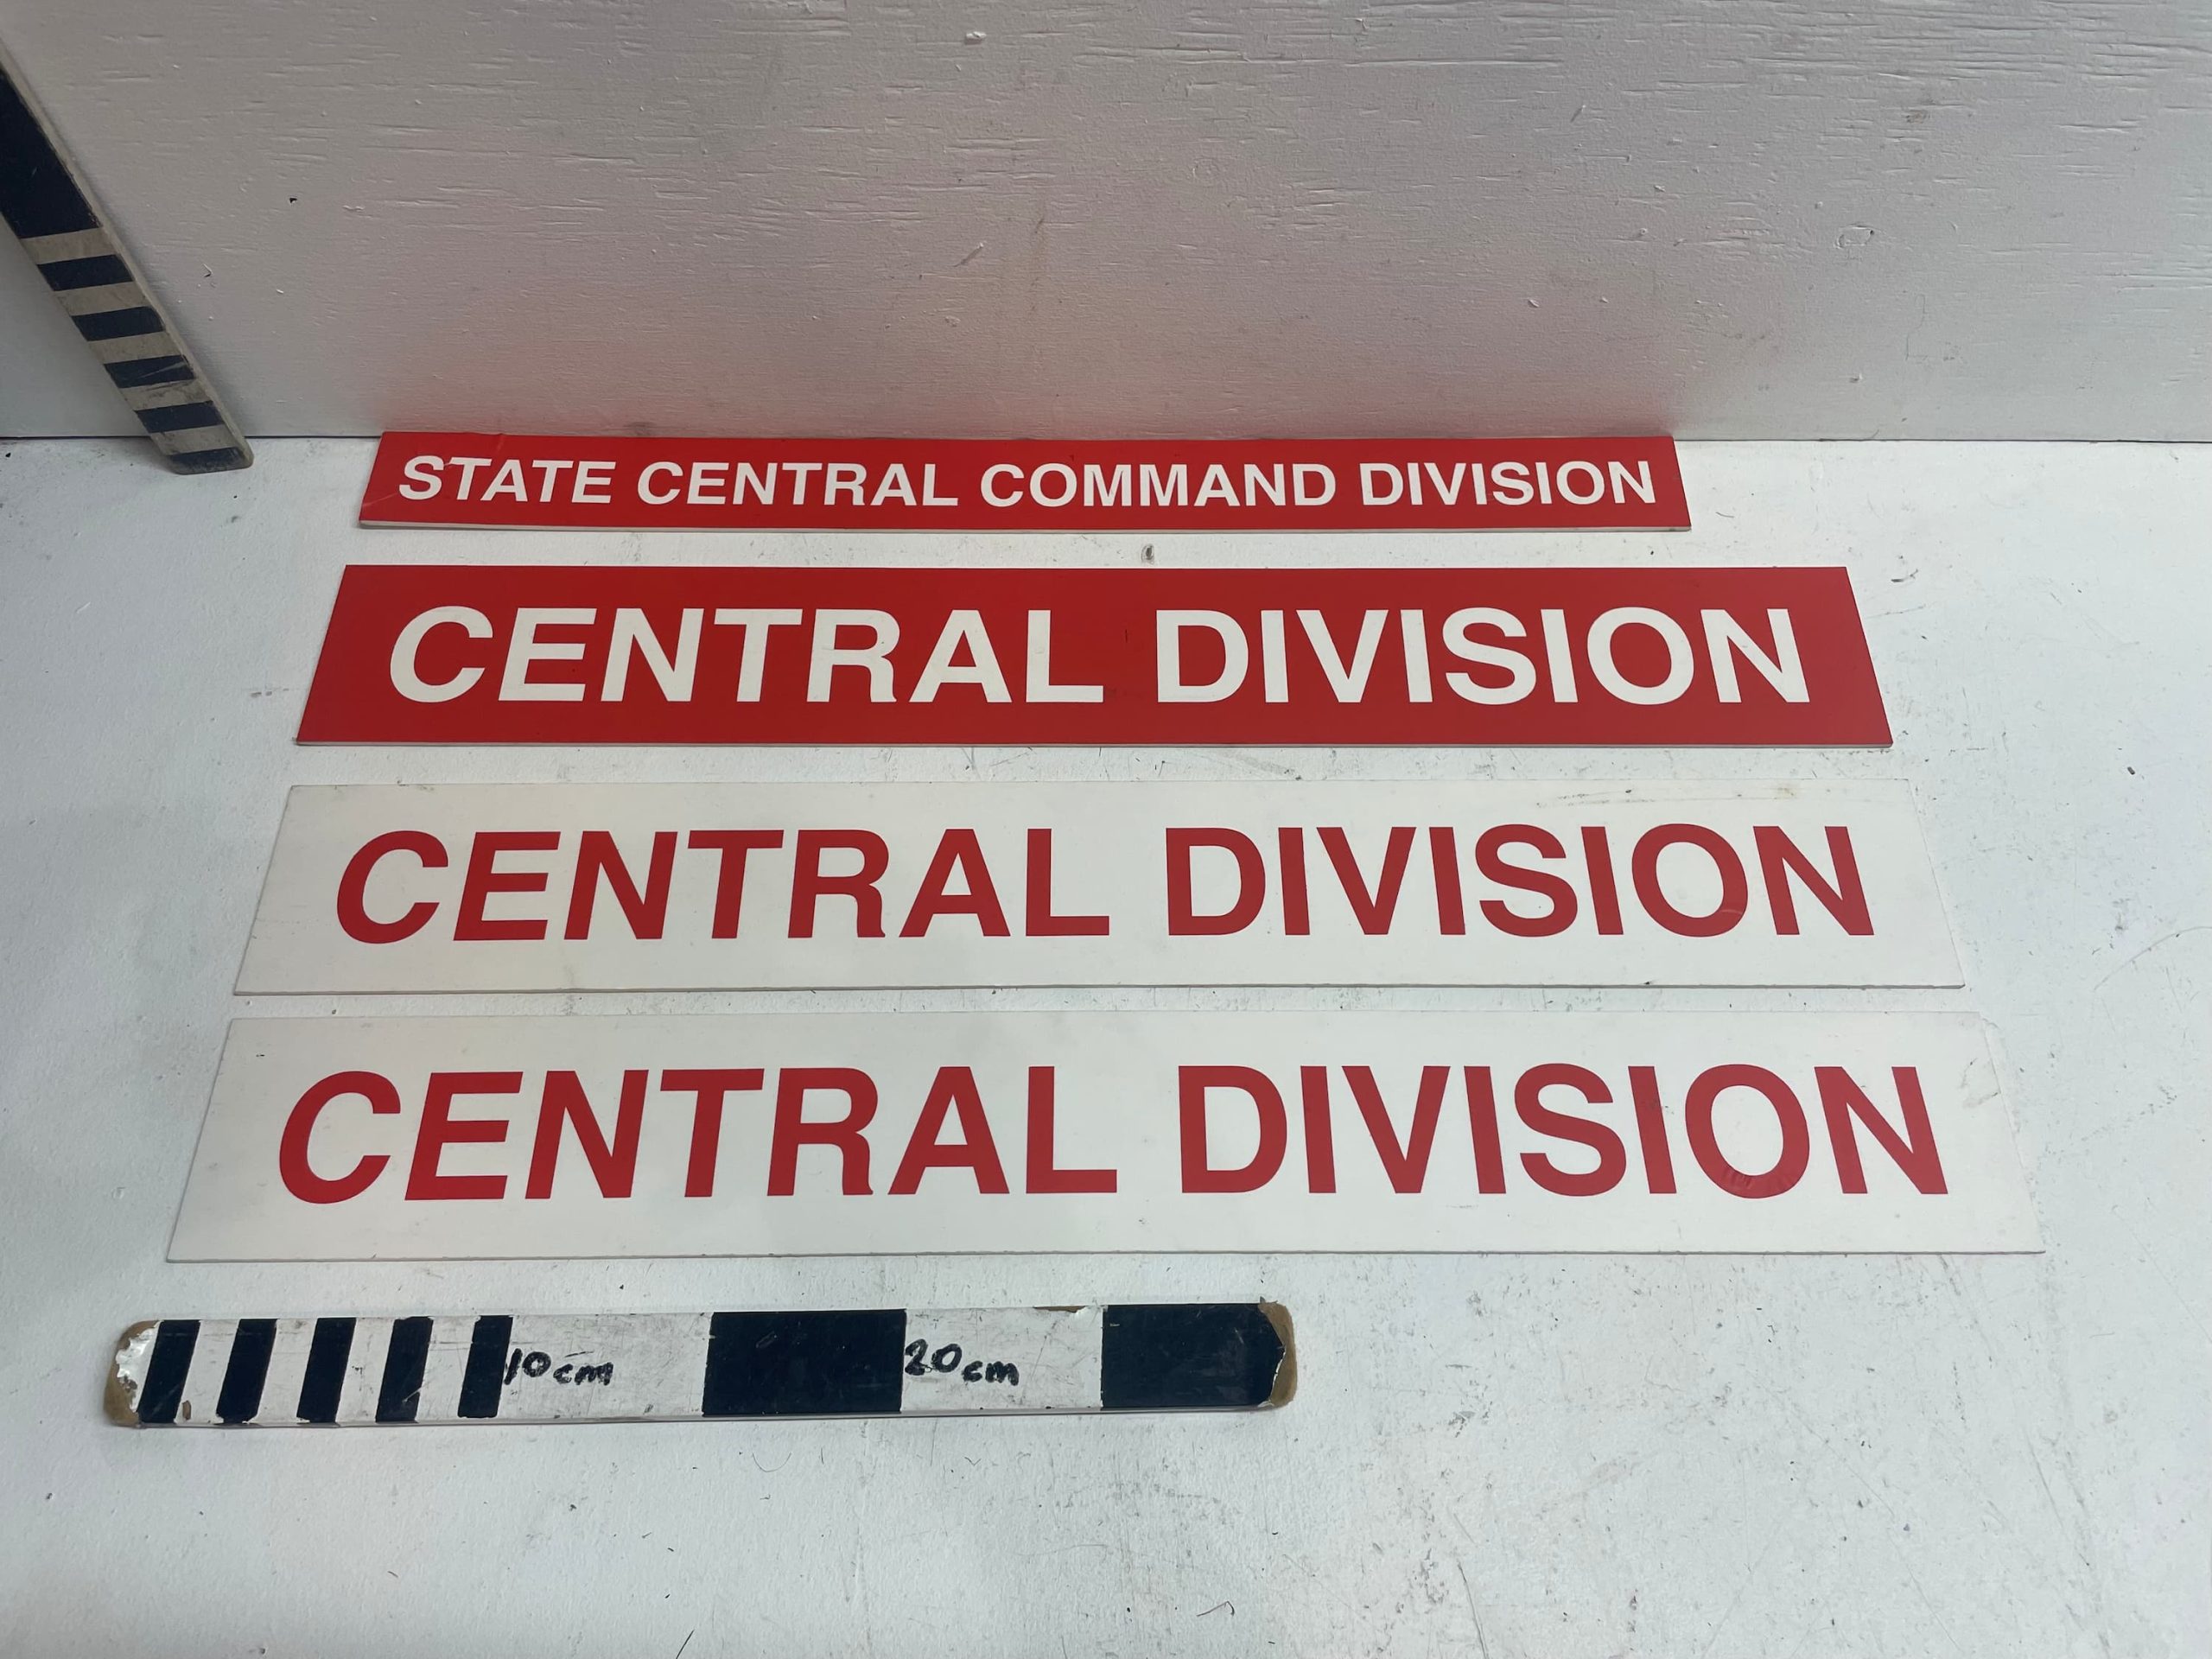 STATE CENTRAL COMMAND DIVISION
CENTRAL DIVISION
CENTRAL DIVISION
CENTRAL DIVISION
10cm 20cm